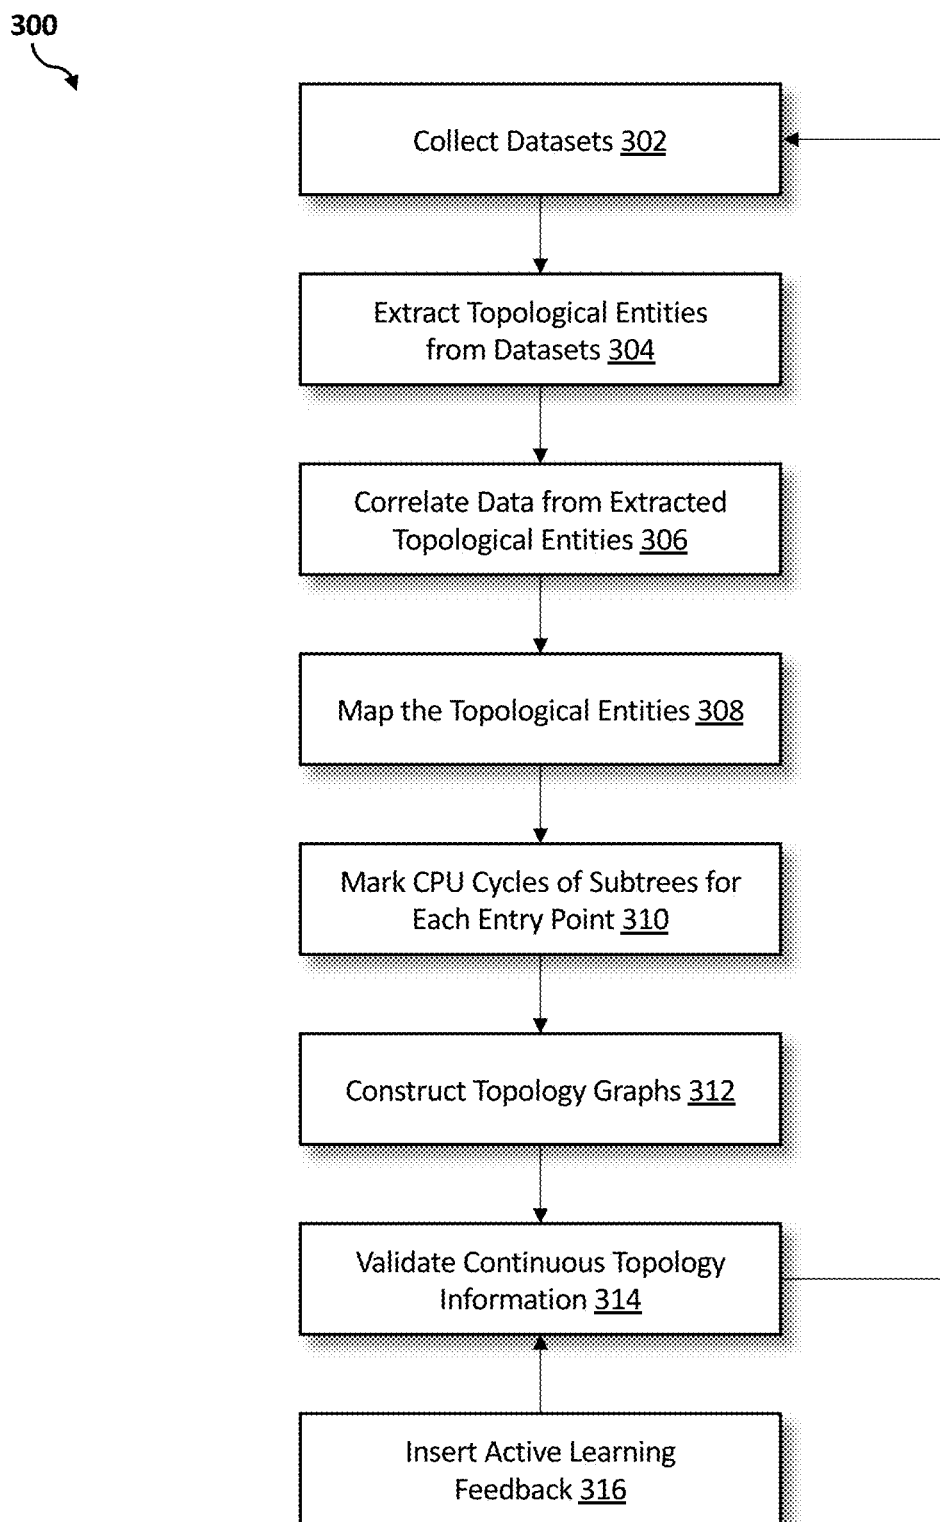 300
Collect Datasets 302
Extract Topological Entities
from Datasets 304
Correlate Data from Extracted
Topological Entities 306
Map the Topological Entities 308
Mark CPU Cycles of Subtrees for
Each Entry Point 310
Construct Topology Graphs 312
Validate Continuous Topology
Information 314
Insert Active Learning
Feedback 316